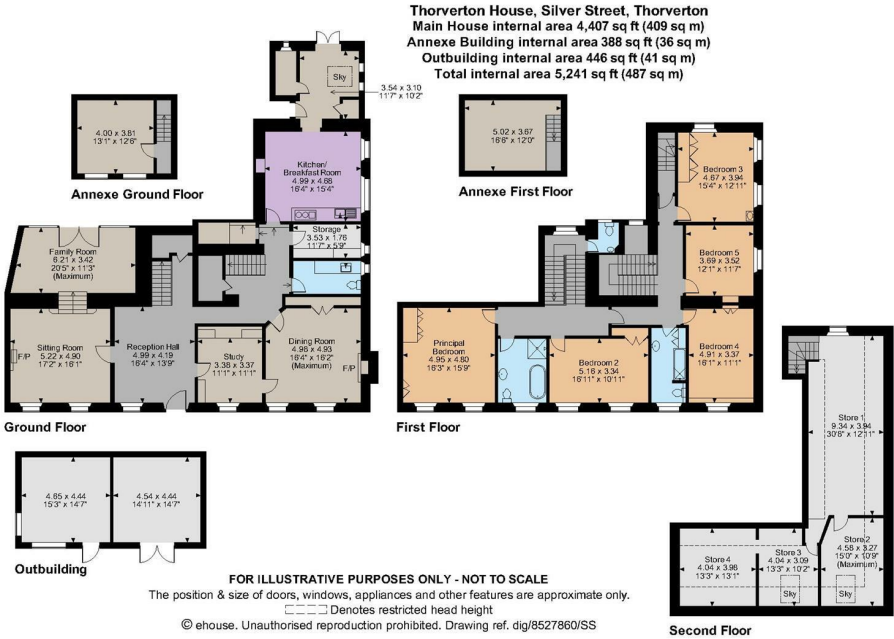 Thorverton House, Silver Street, Thorverton
Main House internal area 4,407 sq ft (409 sq m)
Annexe Building internal area 388 sq ft (36 sq m)
Outbuilding internal area 446 sq ft (41 sq m)
Total internal area 5,241 sq ft (487 sq m)
Sky
3.54 x 3.10
11'7" x 10'2"
4.00 x 3.81
13'1" x 12'6"
Annexe Ground Floor
5.02 x 3.67
16'6" x 12'0"
Annexe First Floor
Kitchen/
Breakfast Room
4.99 x 4.68
16'4" x 15'4"
Storage
3.53 x 1.76
11'7" x 5'9"
Family Room
6.21 x 3.42
20'5" x 11'3"
(Maximum)
Sitting Room
5.22 x 4.90
17'2" x 16'1"
F/P
Reception Hall
4.99 x 4.19
16'4" x 13'9"
Study
3.38 x 3.37
11'1" x 11'1"
Dining Room
4.98 x 4.93
16'4" x 16'2"
(Maximum)
F/P
Ground Floor
Bedroom 3
4.67 x 3.94
15'4" x 12'11"
Bedroom 5
3.69 x 3.52
12'1" x 11'7"
Principal
Bedroom
4.95 x 4.80
16'3" x 15'9"
Bedroom 2
5.16 x 3.34
16'11" x 10'11"
Bedroom 4
4.91 x 3.37
16'1" x 11'1"
First Floor
4.65 x 4.44
15'3" x 14'7"
4.54 x 4.44
14'11" x 14'7"
Outbuilding
Store 1
9.34 x 3.94
30'8" x 12'11"
Store 2
4.58 x 3.27
15'0" x 10'9"
(Maximum)
Store 3
4.04 x 3.09
13'3" x 10'2"
Store 4
4.04 x 3.98
13'3" x 13'1"
Sky
Sky
Second Floor
FOR ILLUSTRATIVE PURPOSES ONLY - NOT TO SCALE
The position & size of doors, windows, appliances and other features are approximate only.
Denotes restricted head height
© ehouse. Unauthorised reproduction prohibited. Drawing ref. dig/8527860/SS